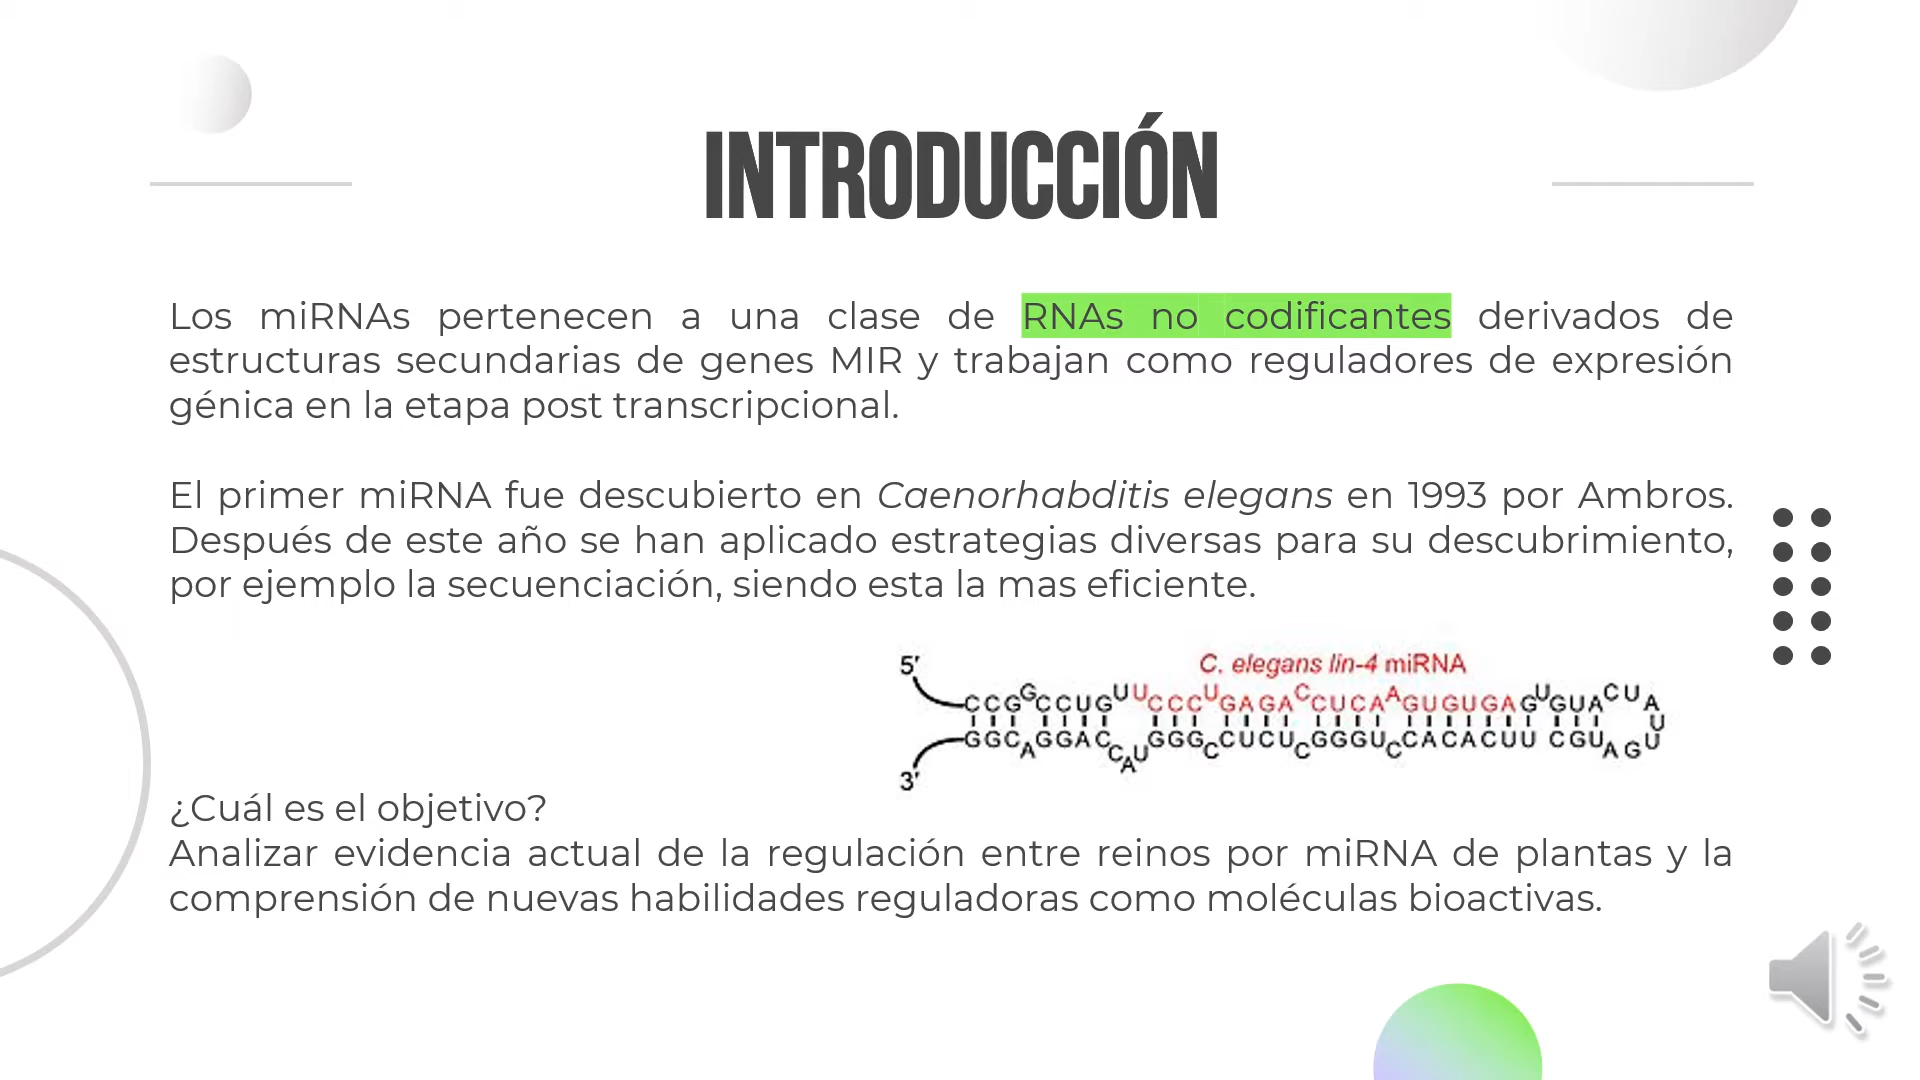 INTRODUCCIÓN
Los miRNAs pertenecen a una clase de RNAs no codificantes derivados de
estructuras secundarias de genes MIR y trabajan como reguladores de expresión
génica en la etapa post transcripcional.
El primer miRNA fue descubierto en Caenorhabditis elegans en 1993 por Ambros.
Después de este año se han aplicado estrategias diversas para su descubrimiento,
por ejemplo la secuenciación, siendo esta la mas eficiente.
C. elegans lin-4 miRNA
5′
CCGGCCUGUUCCCUGAGACCUCAAGUGUGAGUGUACUAU
GGCAGGACCAUGGGCCUCUCGGGUCCACACUUCGUAGU
3′
¿Cuál es el objetivo?
Analizar evidencia actual de la regulación entre reinos por miRNA de plantas y la
comprensión de nuevas habilidades reguladoras como moléculas bioactivas.